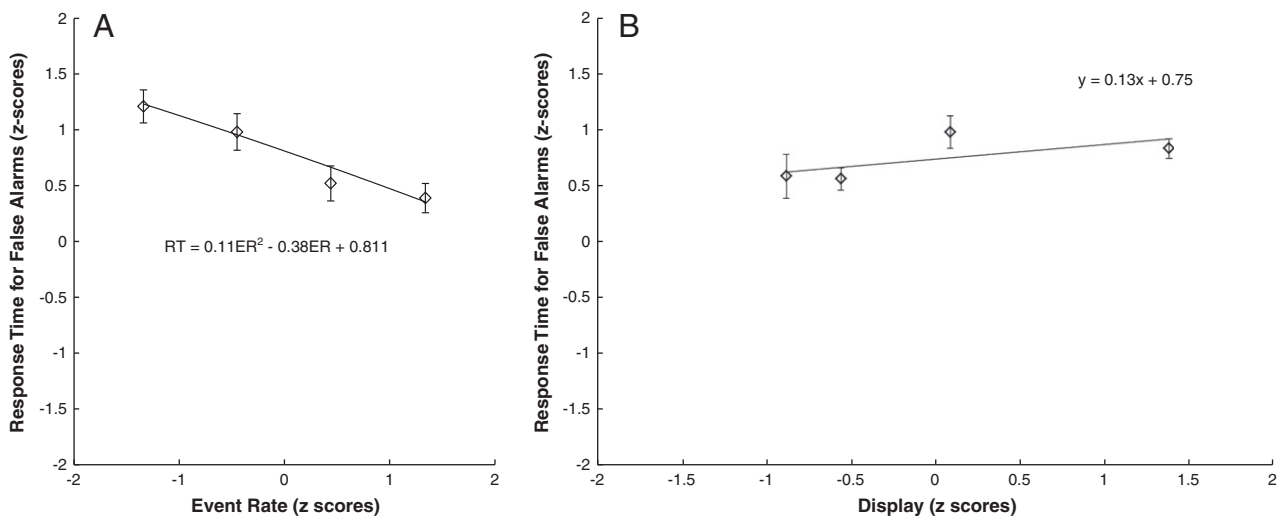 A
Response Time for False Alarms (z-scores)
2
1.5
1
0.5
0
-0.5
-1
-1.5
-2
RT = 0.11ER² - 0.38ER + 0.811
-2 -1 0 1 2
Event Rate (z scores)
B
Response Time for False Alarms (z-scores)
2
1.5
1
0.5
0
-0.5
-1
-1.5
-2
y = 0.13x + 0.75
-2 -1.5 -1 -0.5 0 0.5 1 1.5 2
Display (z scores)